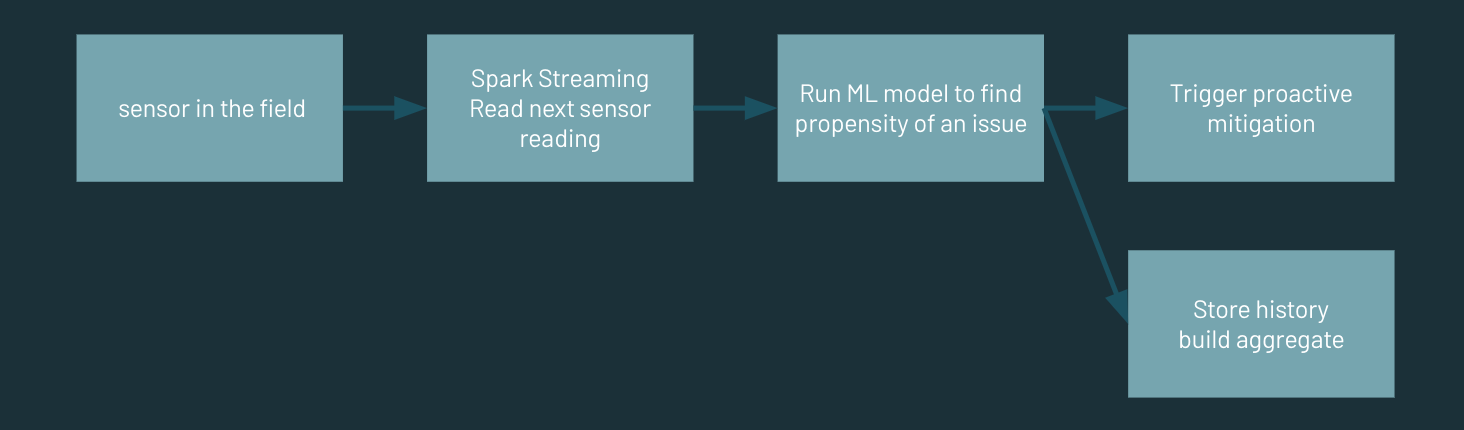 sensor in the field
Spark Streaming
Read next sensor
reading
Run ML model to find
propensity of an issue
Trigger proactive
mitigation
Store history
build aggregate